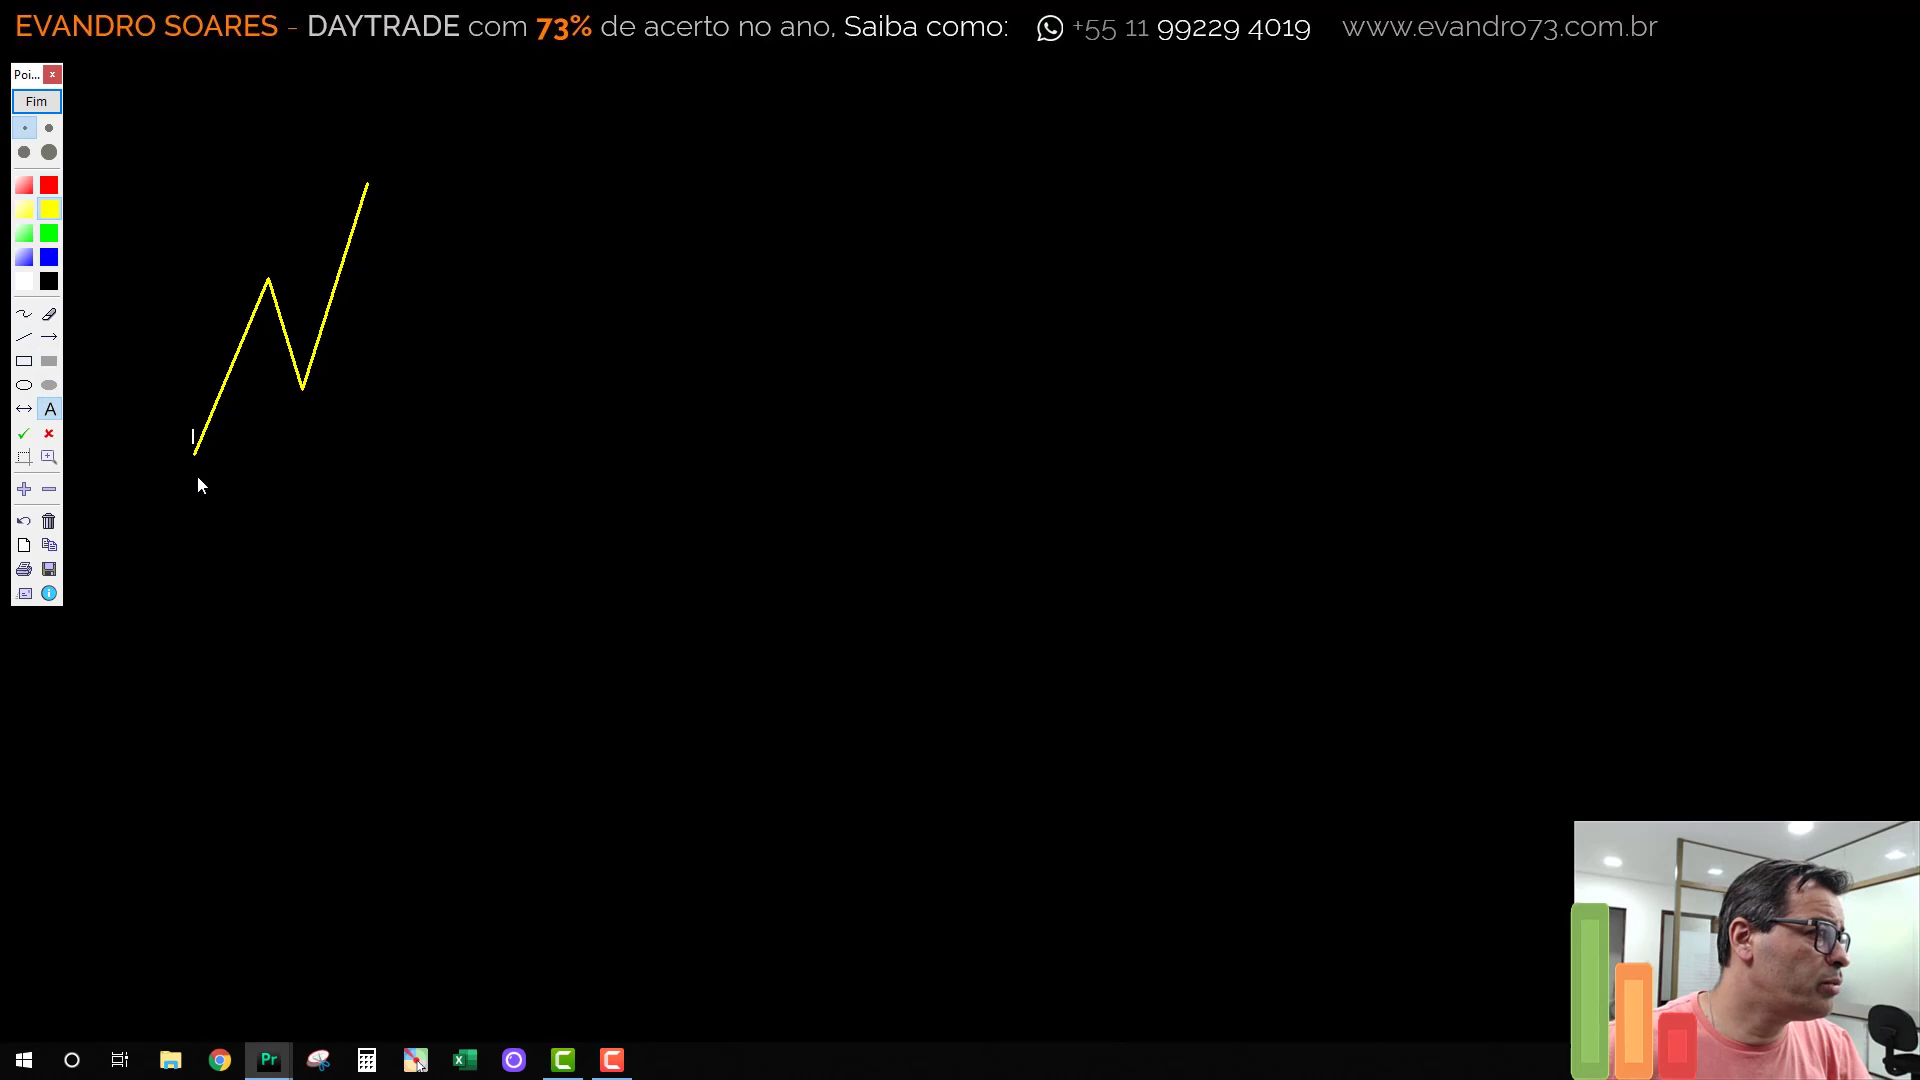 EVANDRO SOARES - DAYTRADE com 73% de acerto no ano, Saiba como: +55 11 99229 4019 www.evandro73.com.br
Poi...
Fim
A
Pr